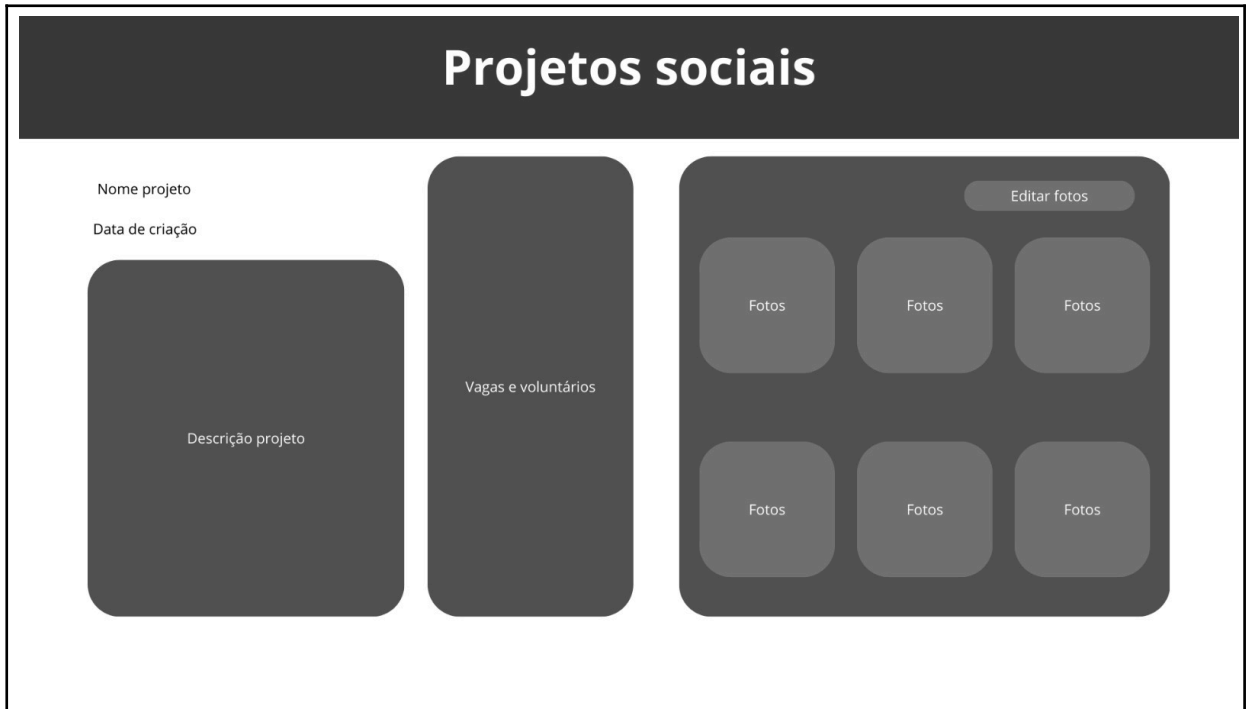 Projetos sociais
Nome projeto
Data de criação
Descrição projeto
Vagas e voluntários
Editar fotos
Fotos
Fotos
Fotos
Fotos
Fotos
Fotos